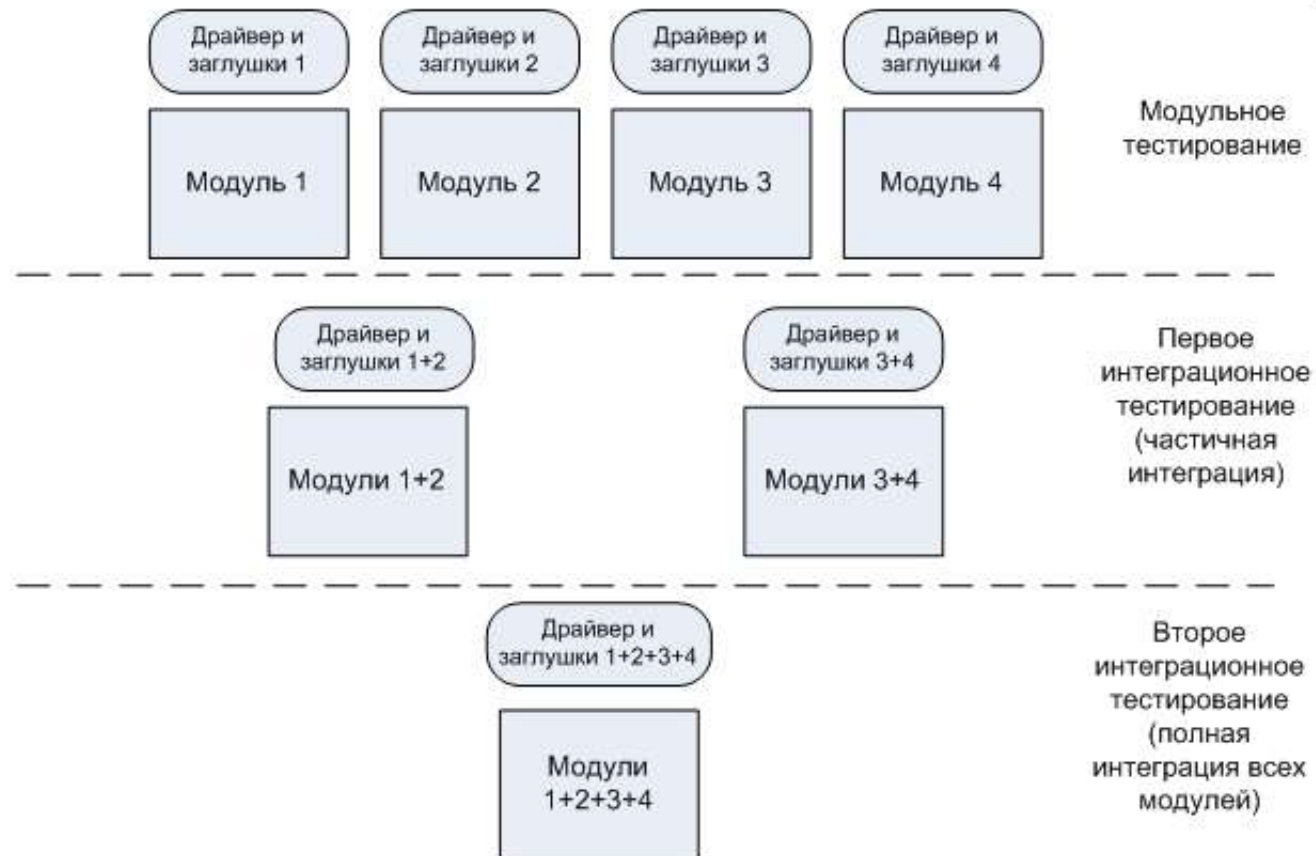 Драйвер и
заглушки 1
Драйвер и
заглушки 2
Драйвер и
заглушки 3
Драйвер и
заглушки 4
Модуль 1
Модуль 2
Модуль 3
Модуль 4
Модульное
тестирование
Драйвер и
заглушки 1+2
Драйвер и
заглушки 3+4
Модули 1+2
Модули 3+4
Первое
интеграционное
тестирование
(частичная
интеграция)
Драйвер и
заглушки 1+2+3+4
Модули
1+2+3+4
Второе
интеграционное
тестирование
(полная
интеграция всех
модулей)